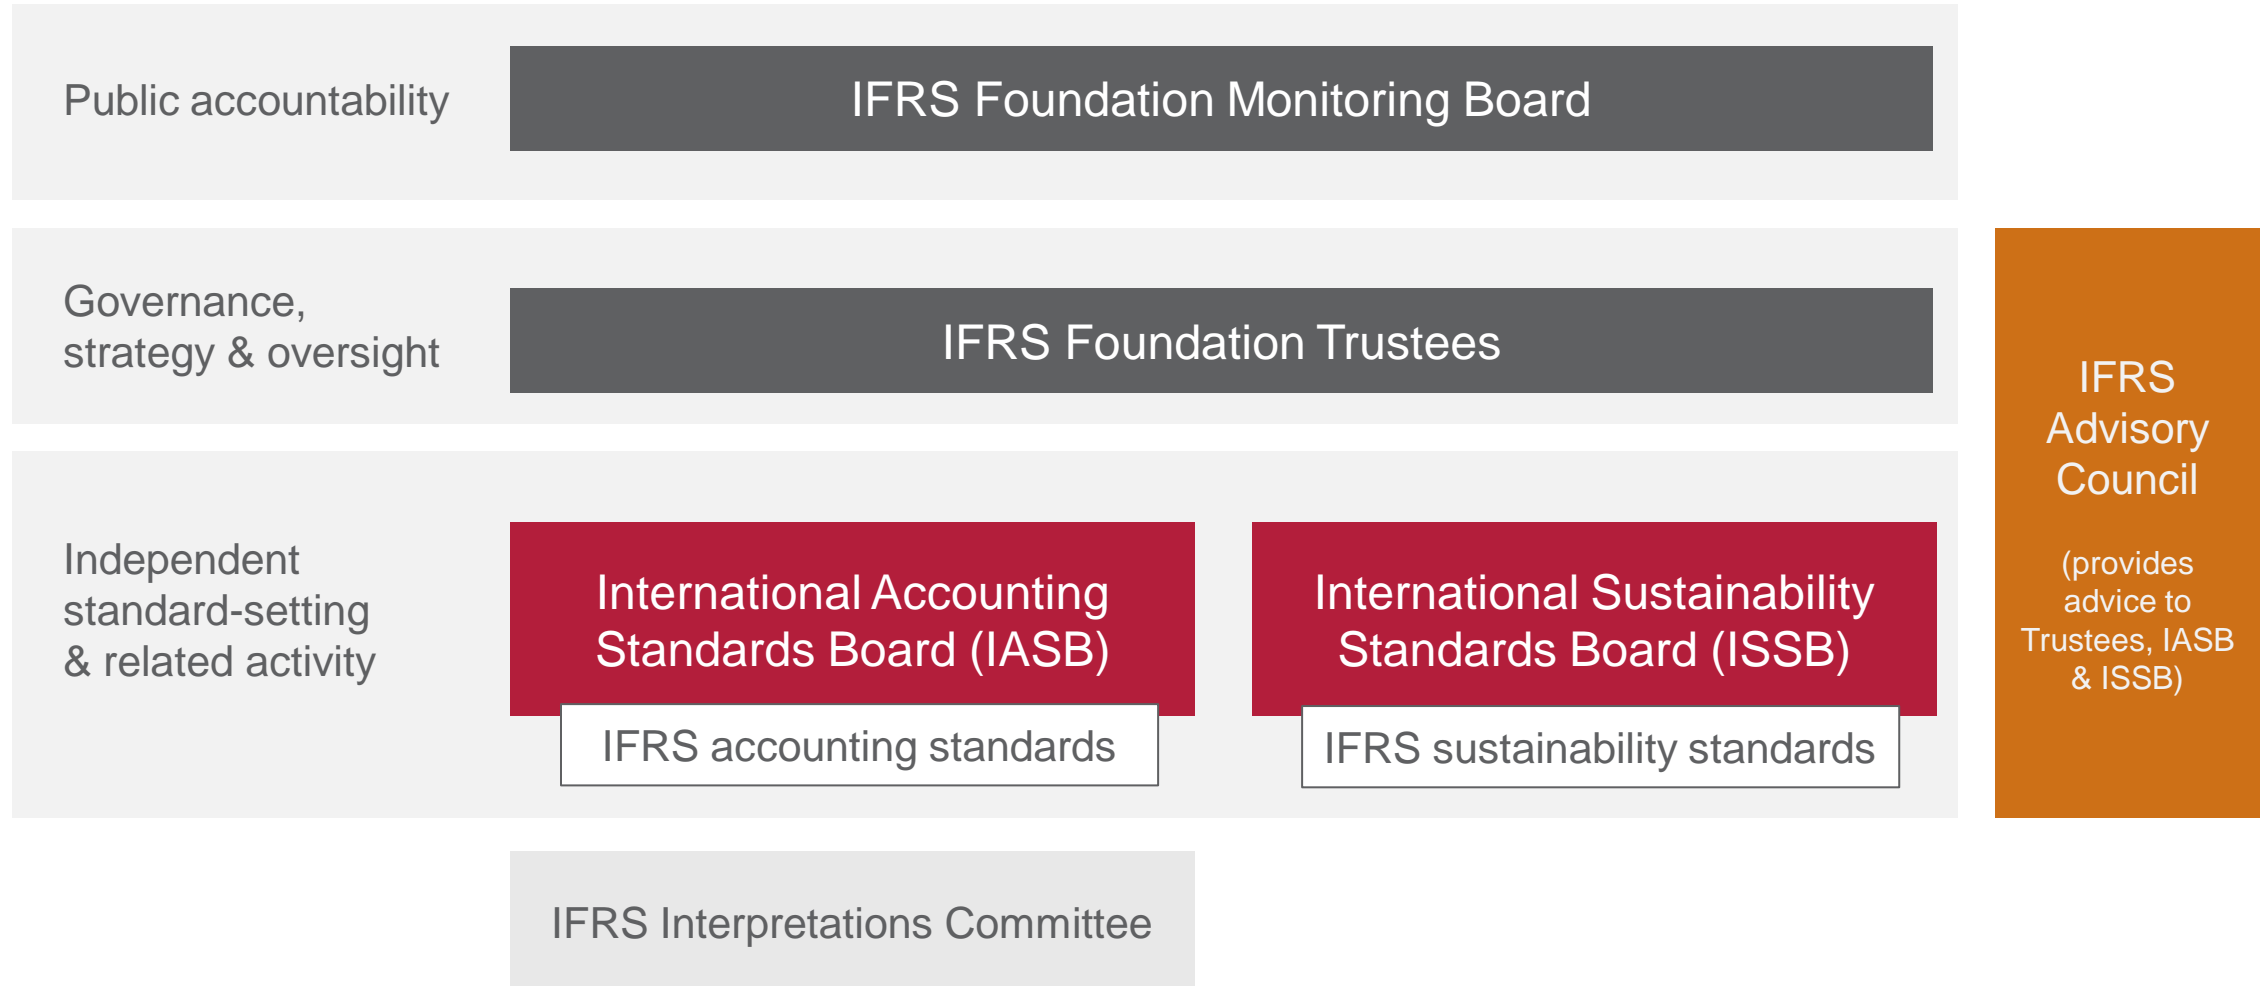 Public accountability
IFRS Foundation Monitoring Board
Governance,
strategy & oversight
IFRS Foundation Trustees
Independent
standard-setting
& related activity
International Accounting
Standards Board (IASB)
IFRS accounting standards
International Sustainability
Standards Board (ISSB)
IFRS sustainability standards
IFRS
Advisory
Council
(provides
advice to
Trustees, IASB
& ISSB)
IFRS Interpretations Committee